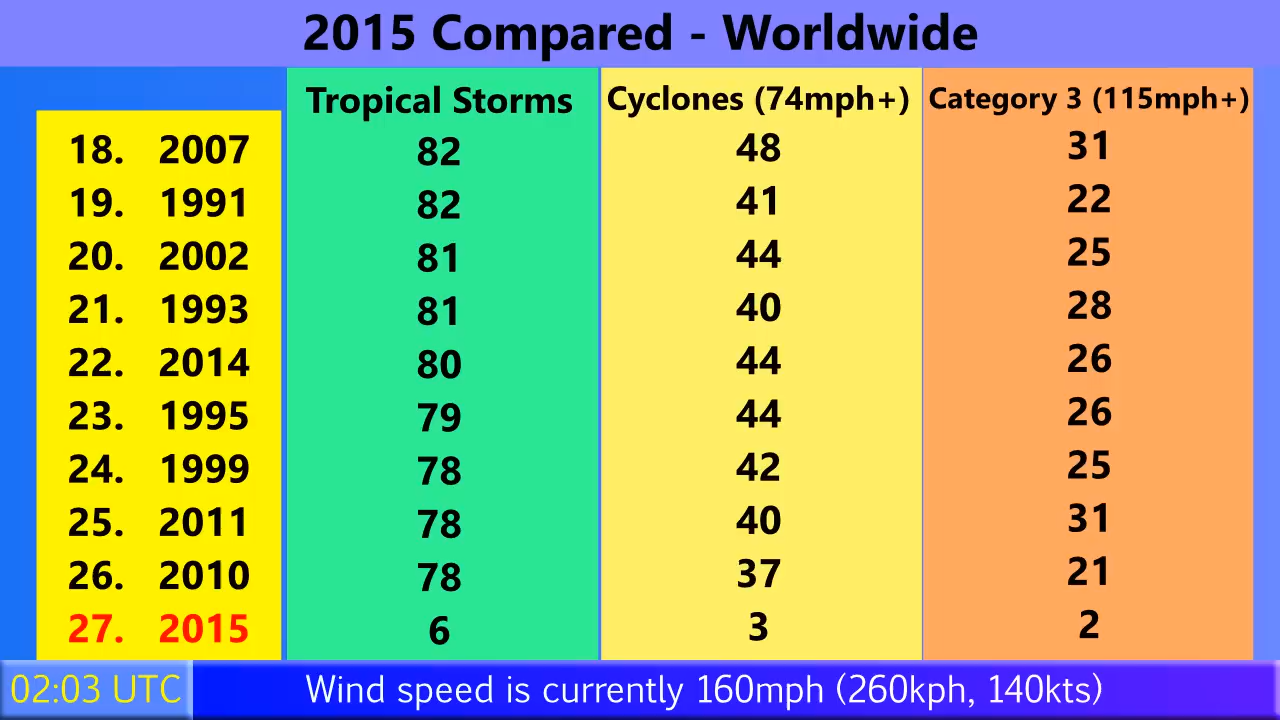 2015 Compared - Worldwide
Tropical Storms Cyclones (74mph+) Category 3 (115mph+)
18. 2007 82 48 31
19. 1991 82 41 22
20. 2002 81 44 25
21. 1993 81 40 28
22. 2014 80 44 26
23. 1995 79 44 26
24. 1999 78 42 25
25. 2011 78 40 31
26. 2010 78 37 21
27. 2015 6 3 2
02:03 UTC Wind speed is currently 160mph (260kph, 140kts)